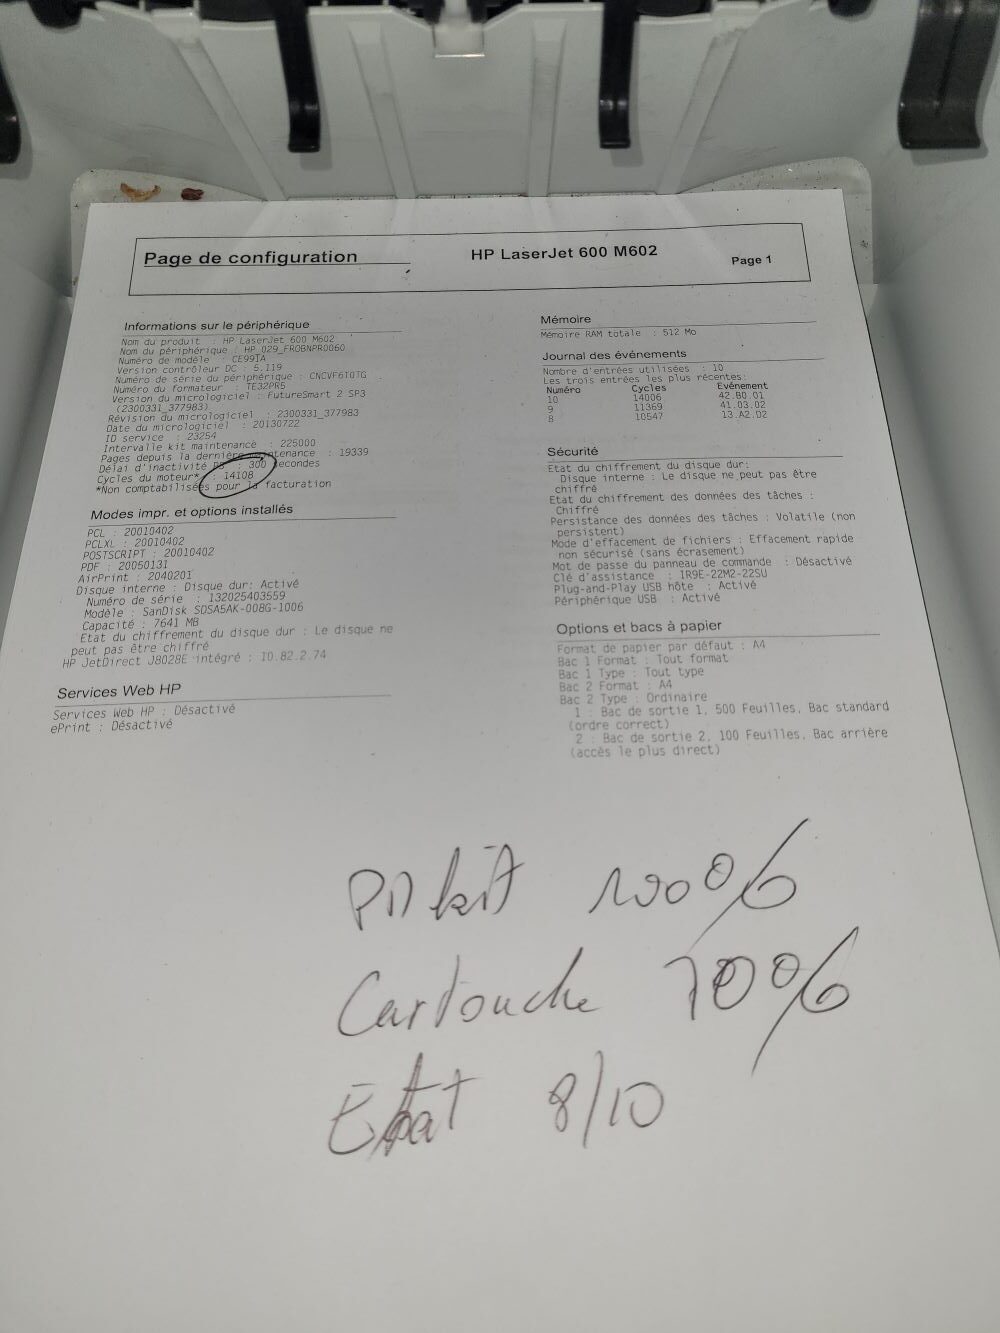 Page de configuration
HP LaserJet 600 M602
Page 1
Informations sur le périphérique
Nom du produit : HP LaserJet 600 M602
Nom du périphérique : HP 029_FROBNPR0060
Numéro de modèle : CE991A
Version contrôleur DC : 5.119
Numéro de série du périphérique : CNCVF6T0TG
Numéro du formateur : TE32PR5
Version du micrologiciel : FutureSmart 2 SP3
(2300331_377983)
Révision du micrologiciel : 2300331_377983
Date du micrologiciel : 20130722
ID service : 23254
Intervalle kit maintenance : 225000
Pages depuis la dernière maintenance : 19339
Délai d'inactivité : 300 secondes
Cycles du moteur* : 14108
*Non comptabilisées pour la facturation
Modes impr. et options installés
PCL : 20010402
PCLXL : 20010402
POSTSCRIPT : 20010402
PDF : 20050131
AirPrint : 2040201
Disque interne : Disque dur: Activé
Numéro de série : 132025403559
Modèle : SanDisk SDSA5AK-008G-1006
Capacité : 7641 MB
Etat du chiffrement du disque dur : Le disque ne
peut pas être chiffré
HP JetDirect J8028E intégré : 10.82.2.74
Services Web HP
Services Web HP : Désactivé
ePrint : Désactivé
Mémoire
Mémoire RAM totale : 512 Mo
Journal des événements
Nombre d'entrées utilisées : 10
Les trois entrées les plus récentes:
Numéro Cycles Evénement
10 14006 42.B0.01
9 11369 41.03.02
8 10547 13.A2.D2
Sécurité
Etat du chiffrement du disque dur:
Disque interne : Le disque ne peut pas être
chiffré
Etat du chiffrement des données des tâches :
Chiffré
Persistance des données des tâches : Volatile (non
persistent)
Mode d'effacement de fichiers : Effacement rapide
non sécurisé (sans écrasement)
Mot de passe du panneau de commande : Désactivé
Clé d'assistance : 1R9E-22M2-22SU
Plug-and-Play USB hôte : Activé
Périphérique USB : Activé
Options et bacs à papier
Format de papier par défaut : A4
Bac 1 Format : Tout format
Bac 1 Type : Tout type
Bac 2 Format : A4
Bac 2 Type : Ordinaire
1 : Bac de sortie 1, 500 Feuilles, Bac standard
(ordre correct)
2 : Bac de sortie 2, 100 Feuilles, Bac arrière
(accès le plus direct)
kit 100%
Cartouche 70%
Etat 8/10